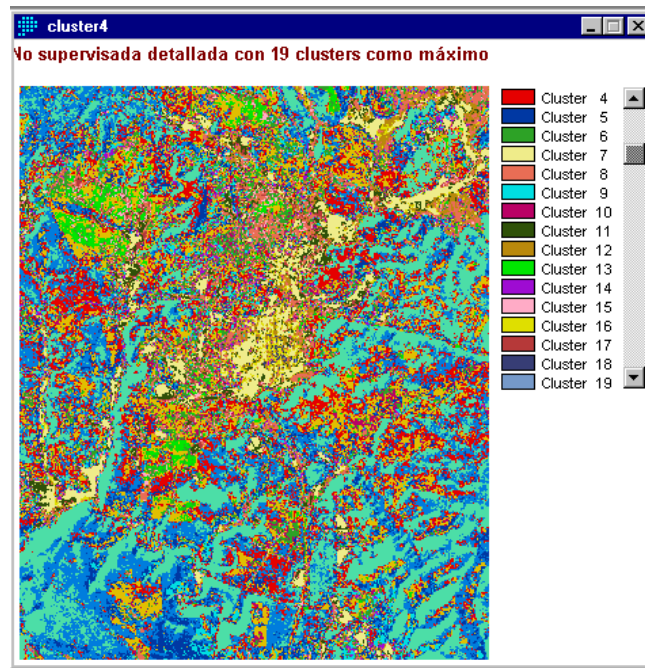 cluster4
No supervisada detallada con 19 clusters como máximo
Cluster 4
Cluster 5
Cluster 6
Cluster 7
Cluster 8
Cluster 9
Cluster 10
Cluster 11
Cluster 12
Cluster 13
Cluster 14
Cluster 15
Cluster 16
Cluster 17
Cluster 18
Cluster 19